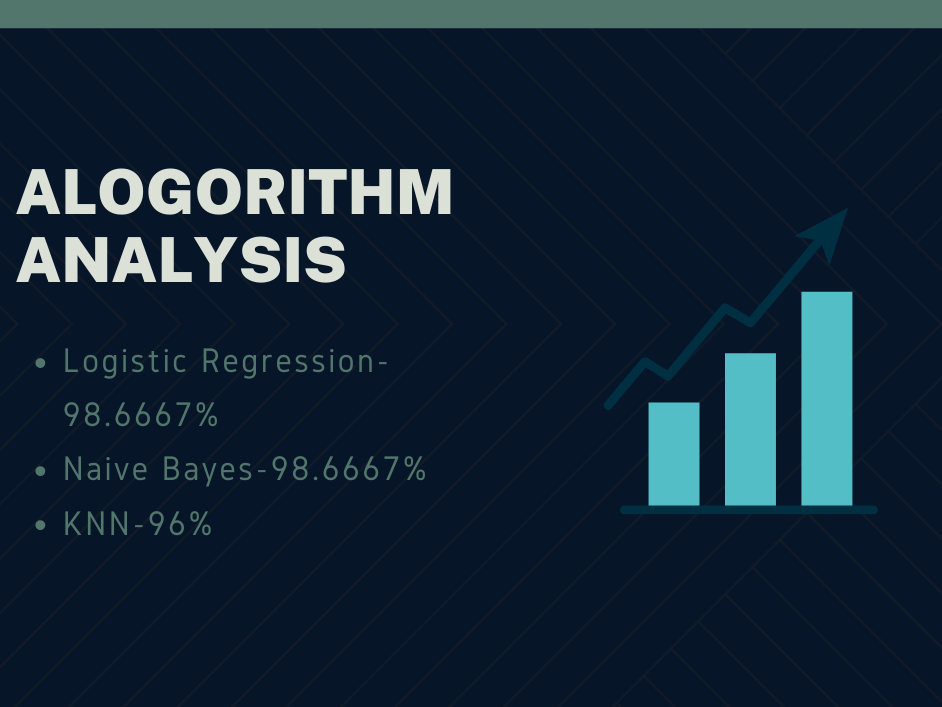 ALOGORITHM
ANALYSIS
• Logistic Regression-
98.6667%
• Naive Bayes-98.6667%
• KNN-96%